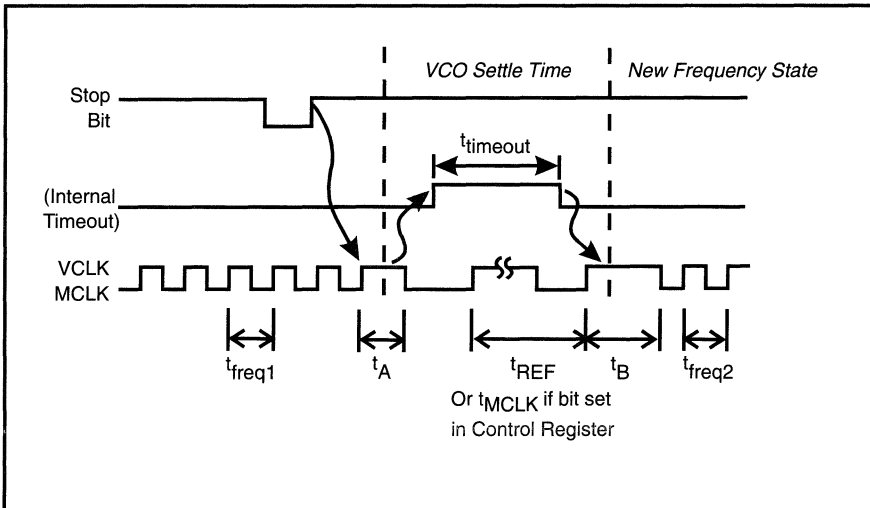 VCO Settle Time
New Frequency State
Stop
Bit
ttimeout
(Internal
Timeout)
VCLK
MCLK
tfreq1
tA
tREF
tB
tfreq2
Or tMCLK if bit set
in Control Register